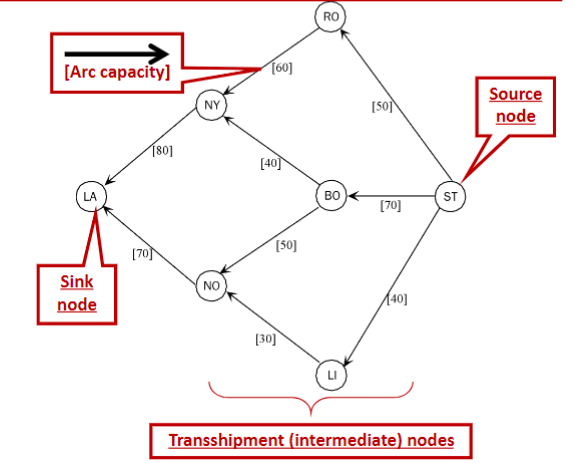 RO
[Arc capacity]
[60]
Source
node
NY
[50]
[80]
[40]
LA
BO
[70]
ST
[70]
[50]
Sink
node
NO
[40]
[30]
LI
Transshipment (intermediate) nodes